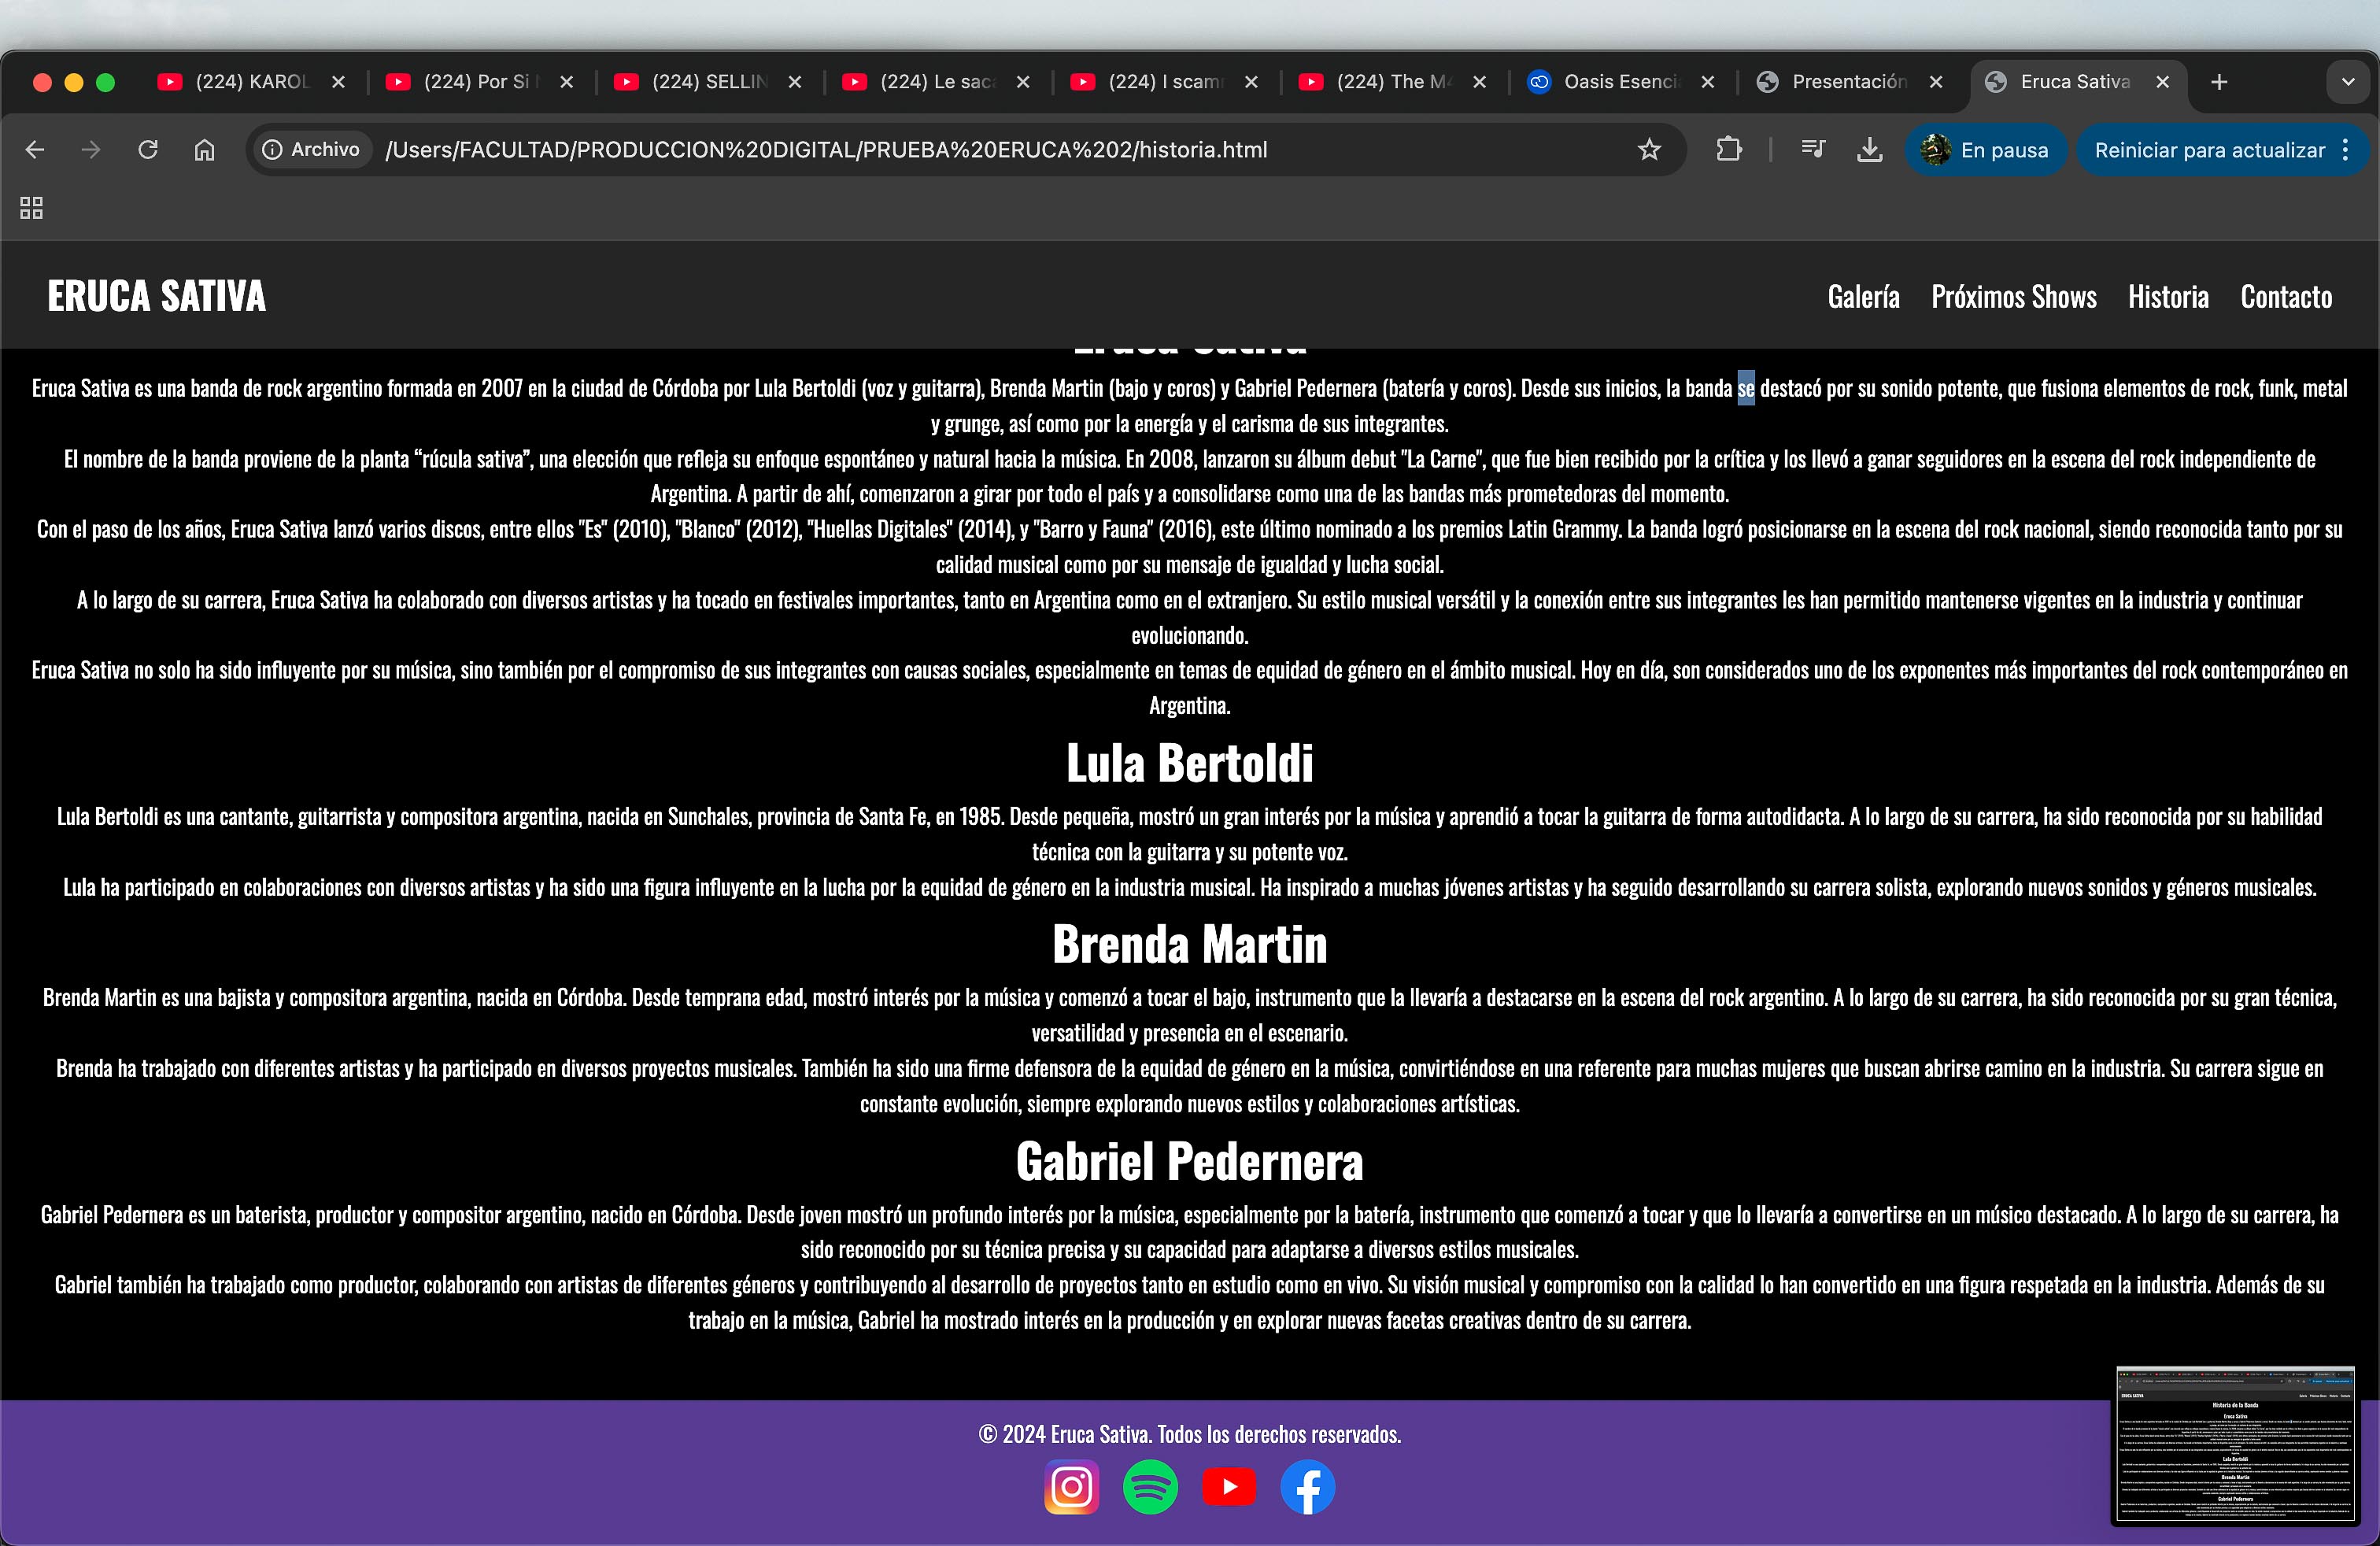 (224) KAROL
(224) Por Si
(224) SELLIN
(224) Le sac
(224) I scam
(224) The M
Oasis Esenci
Presentación
Eruca Sativa
Archivo
/Users/FACULTAD/PRODUCCION%20DIGITAL/PRUEBA%20ERUCA%202/historia.html
En pausa
Reiniciar para actualizar
ERUCA SATIVA
Galería
Próximos Shows
Historia
Contacto
Eruca Sativa
Eruca Sativa es una banda de rock argentino formada en 2007 en la ciudad de Córdoba por Lula Bertoldi (voz y guitarra), Brenda Martin (bajo y coros) y Gabriel Pedernera (batería y coros). Desde sus inicios, la banda se destacó por su sonido potente, que fusiona elementos de rock, funk, metal
y grunge, así como por la energía y el carisma de sus integrantes.
El nombre de la banda proviene de la planta “rúcula sativa”, una elección que refleja su enfoque espontáneo y natural hacia la música. En 2008, lanzaron su álbum debut "La Carne", que fue bien recibido por la crítica y los llevó a ganar seguidores en la escena del rock independiente de
Argentina. A partir de ahí, comenzaron a girar por todo el país y a consolidarse como una de las bandas más prometedoras del momento.
Con el paso de los años, Eruca Sativa lanzó varios discos, entre ellos "Es" (2010), "Blanco" (2012), "Huellas Digitales" (2014), y "Barro y Fauna" (2016), este último nominado a los premios Latin Grammy. La banda logró posicionarse en la escena del rock nacional, siendo reconocida tanto por su
calidad musical como por su mensaje de igualdad y lucha social.
A lo largo de su carrera, Eruca Sativa ha colaborado con diversos artistas y ha tocado en festivales importantes, tanto en Argentina como en el extranjero. Su estilo musical versátil y la conexión entre sus integrantes les han permitido mantenerse vigentes en la industria y continuar
evolucionando.
Eruca Sativa no solo ha sido influyente por su música, sino también por el compromiso de sus integrantes con causas sociales, especialmente en temas de equidad de género en el ámbito musical. Hoy en día, son considerados uno de los exponentes más importantes del rock contemporáneo en
Argentina.
Lula Bertoldi
Lula Bertoldi es una cantante, guitarrista y compositora argentina, nacida en Sunchales, provincia de Santa Fe, en 1985. Desde pequeña, mostró un gran interés por la música y aprendió a tocar la guitarra de forma autodidacta. A lo largo de su carrera, ha sido reconocida por su habilidad
técnica con la guitarra y su potente voz.
Lula ha participado en colaboraciones con diversos artistas y ha sido una figura influyente en la lucha por la equidad de género en la industria musical. Ha inspirado a muchas jóvenes artistas y ha seguido desarrollando su carrera solista, explorando nuevos sonidos y géneros musicales.
Brenda Martin
Brenda Martin es una bajista y compositora argentina, nacida en Córdoba. Desde temprana edad, mostró interés por la música y comenzó a tocar el bajo, instrumento que la llevaría a destacarse en la escena del rock argentino. A lo largo de su carrera, ha sido reconocida por su gran técnica,
versatilidad y presencia en el escenario.
Brenda ha trabajado con diferentes artistas y ha participado en diversos proyectos musicales. También ha sido una firme defensora de la equidad de género en la música, convirtiéndose en una referente para muchas mujeres que buscan abrirse camino en la industria. Su carrera sigue en
constante evolución, siempre explorando nuevos estilos y colaboraciones artísticas.
Gabriel Pedernera
Gabriel Pedernera es un baterista, productor y compositor argentino, nacido en Córdoba. Desde joven mostró un profundo interés por la música, especialmente por la batería, instrumento que comenzó a tocar y que lo llevaría a convertirse en un músico destacado. A lo largo de su carrera, ha
sido reconocido por su técnica precisa y su capacidad para adaptarse a diversos estilos musicales.
Gabriel también ha trabajado como productor, colaborando con artistas de diferentes géneros y contribuyendo al desarrollo de proyectos tanto en estudio como en vivo. Su visión musical y compromiso con la calidad lo han convertido en una figura respetada en la industria. Además de su
trabajo en la música, Gabriel ha mostrado interés en la producción y en explorar nuevas facetas creativas dentro de su carrera.
© 2024 Eruca Sativa. Todos los derechos reservados.
ERUCA SATIVA
Historia de la Banda
Eruca Sativa
Lula Bertoldi
Brenda Martin
Gabriel Pedernera